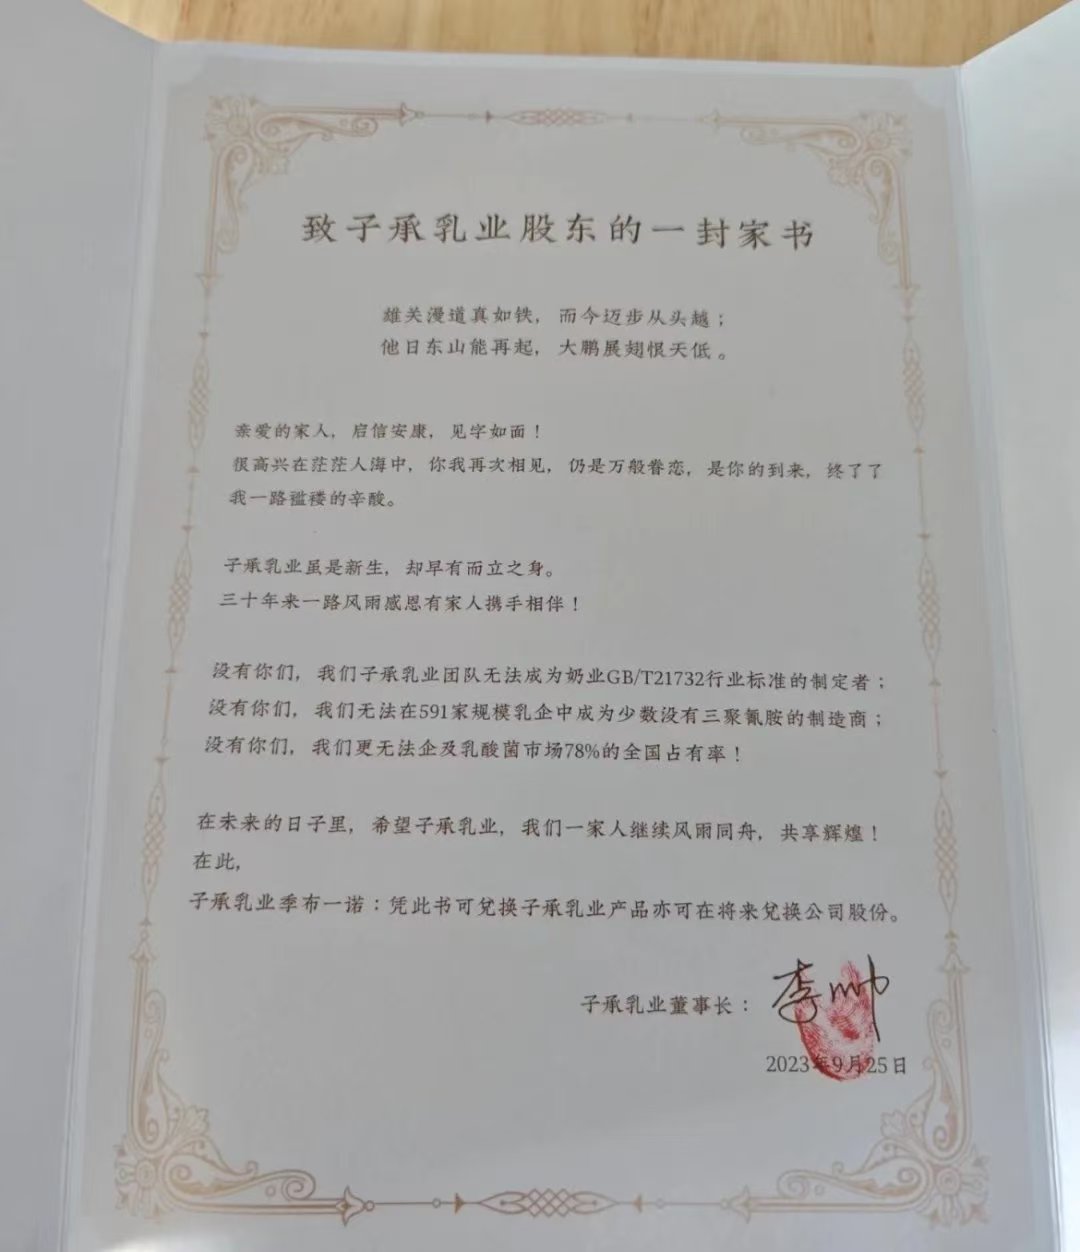 致子承乳业股东的一封家书
雄关漫道真如铁，而今迈步从头越；
他日东山能再起，大鹏展翅恨天低。
亲爱的家人，启信安康，见字如面！
很高兴在茫茫人海中，你我再次相见，仍是万般眷恋，是你的到来，终了了
我一路褴褛的辛酸。
子承乳业虽是新生，却早有而立之身。
三十年来一路风雨感恩有家人携手相伴！
没有你们，我们子承乳业团队无法成为奶业GB/T21732行业标准的制定者；
没有你们，我们无法在591家规模乳企中成为少数没有三聚氰胺的制造商；
没有你们，我们更无法企及乳酸菌市场78%的全国占有率！
在未来的日子里，希望子承乳业，我们一家人继续风雨同舟，共享辉煌！
在此，
子承乳业季布一诺：凭此书可兑换子承乳业产品亦可在将来兑换公司股份。
子承乳业董事长：李帅
2023年9月25日